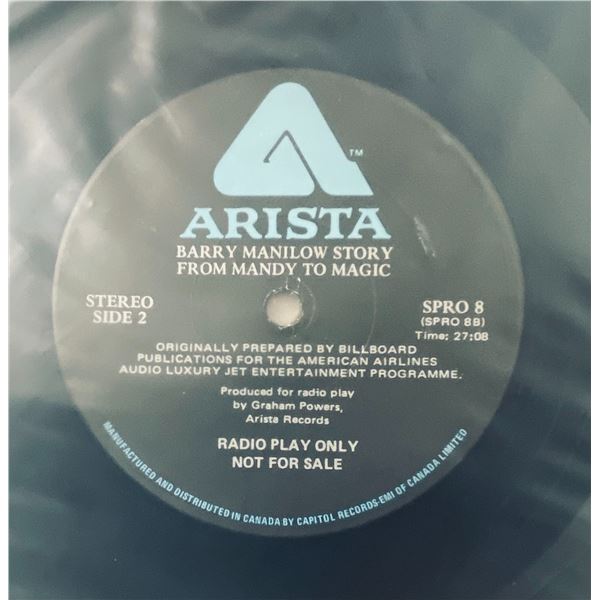 TM
ARISTA
BARRY MANILOW STORY
FROM MANDY TO MAGIC
STEREO
SIDE 2
SPRO 8
(SPRO 8B)
Time: 27:08
ORIGINALLY PREPARED BY BILLBOARD
PUBLICATIONS FOR THE AMERICAN AIRLINES
AUDIO LUXURY JET ENTERTAINMENT PROGRAMME.
Produced for radio play
by Graham Powers,
Arista Records
RADIO PLAY ONLY
NOT FOR SALE
MANUFACTURED AND DISTRIBUTED IN CANADA BY CAPITOL RECORDS-EMI OF CANADA LIMITED